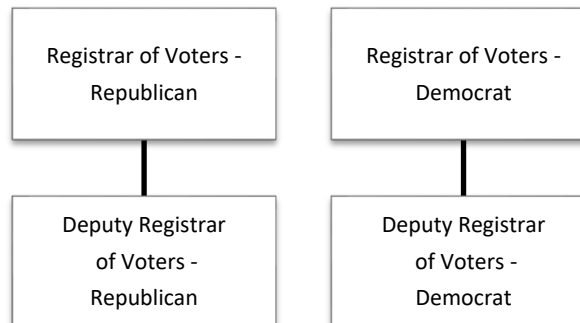 Registrar of Voters -
Republican
Registrar of Voters -
Democrat
Deputy Registrar
of Voters -
Republican
Deputy Registrar
of Voters -
Democrat